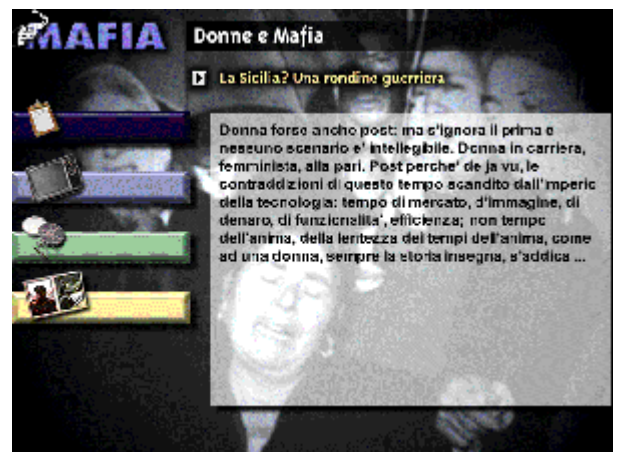 MAFIA
Donne e Mafia
La Sicilia? Una rondine guerriera
Donna forse anche post: ma s'ignora il prima e
nessuno scenario e' intellegibile. Donna in carriera,
femminista, alla pari. Post perche' de ja vu, le
contraddizioni di questo tempo scandito dall'imperio
della tecnologia: tempo di mercato, d'immagine, di
denaro, di funzionalita', efficienza; non tempo
dell'anima, della lentezza dei tempi dell'anima, come
ad una donna, sempre la storia insegna, s'addica ...